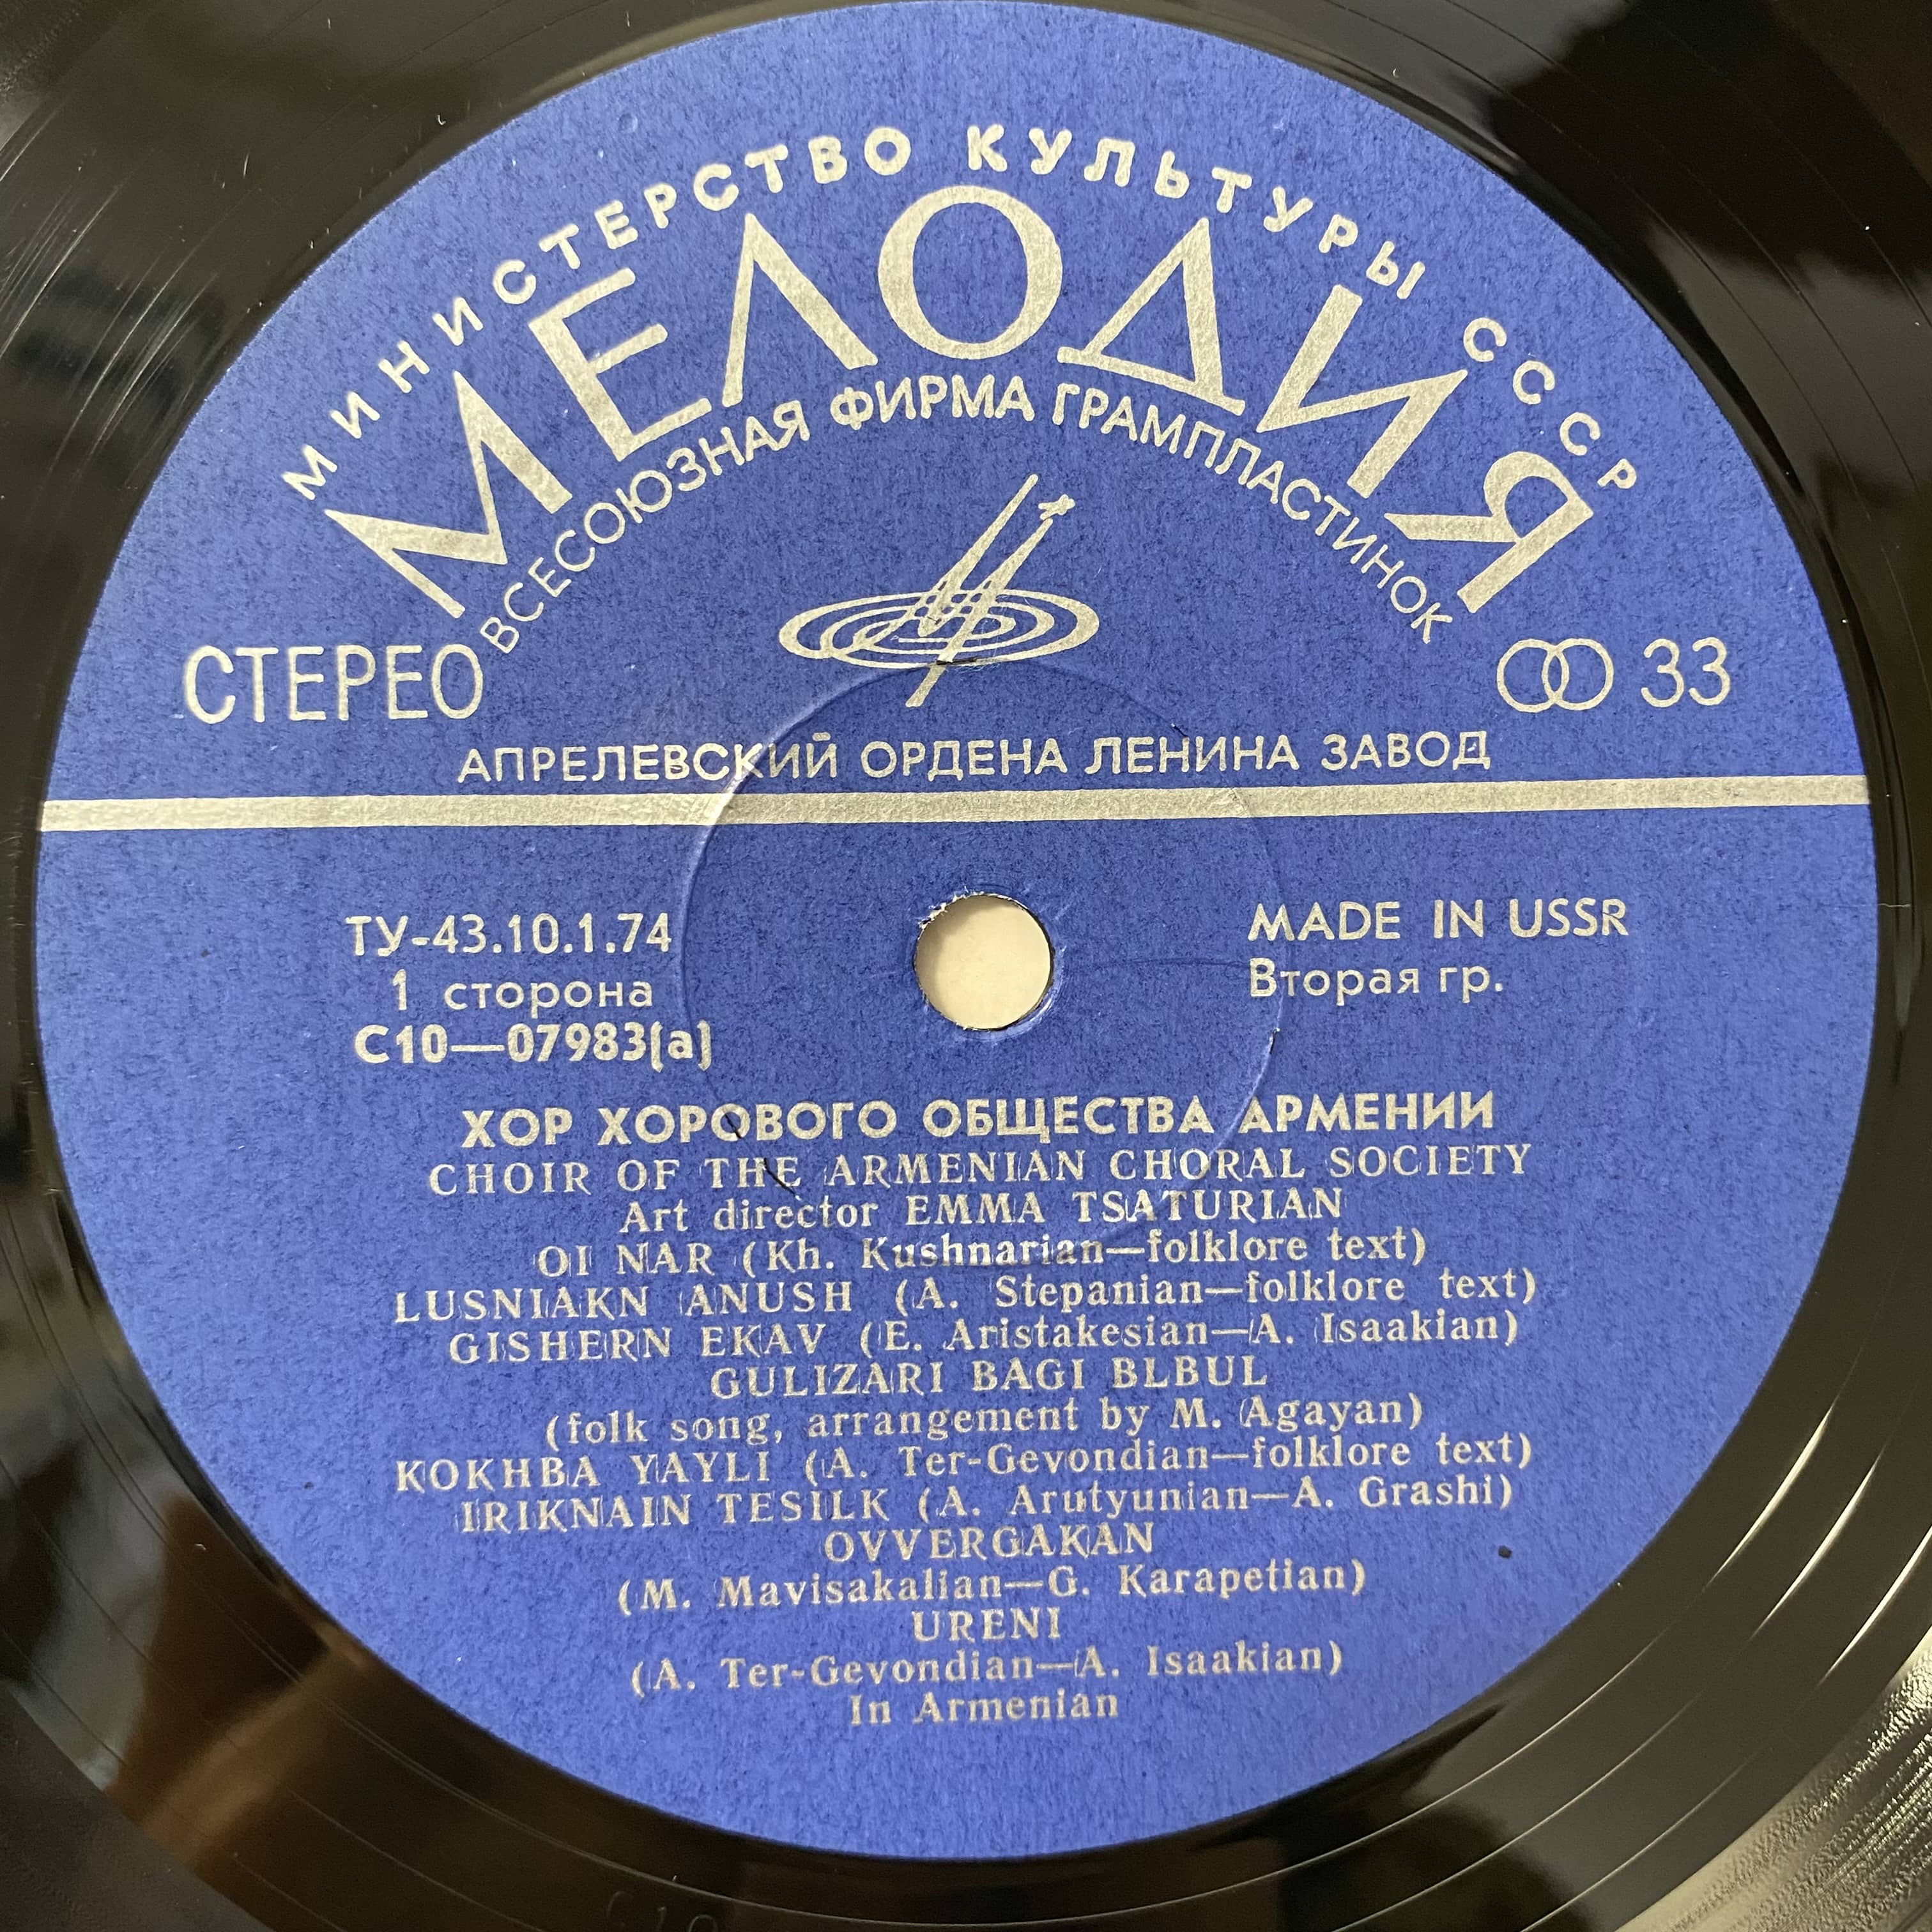 МИНИСТЕРСТВО КУЛЬТУРЫ СССР
МЕЛОДИЯ
ВСЕСОЮЗНАЯ ФИРМА ГРАМПЛАСТИНОК
СТЕРЕО
33
АПРЕЛЕВСКИЙ ОРДЕНА ЛЕНИНА ЗАВОД
ТУ-43.10.1.74
1 сторона
С10—07983(а)
MADE IN USSR
Вторая гр.
ХОР ХОРОВОГО ОБЩЕСТВА АРМЕНИИ
CHOIR OF THE ARMENIAN CHORAL SOCIETY
Art director EMMA TSATURIAN
OI NAR (Kh. Kushnarian—folklore text)
LUSNIAKN ANUSH (A. Stepanian—folklore text)
GISHERN EKAV (E. Aristakesian—A. Isaakian)
GULIZARI BAGI BLBUL
(folk song, arrangement by M. Agayan)
KOKHBA YAYLI (A. Ter-Gevondian—folklore text)
IRIKNAIN TESILK (A. Arutyunian—A. Grashi)
OVVERGAKAN
(M. Mavisakalian—G. Karapetian)
URENI
(A. Ter-Gevondian—A. Isaakian)
In Armenian